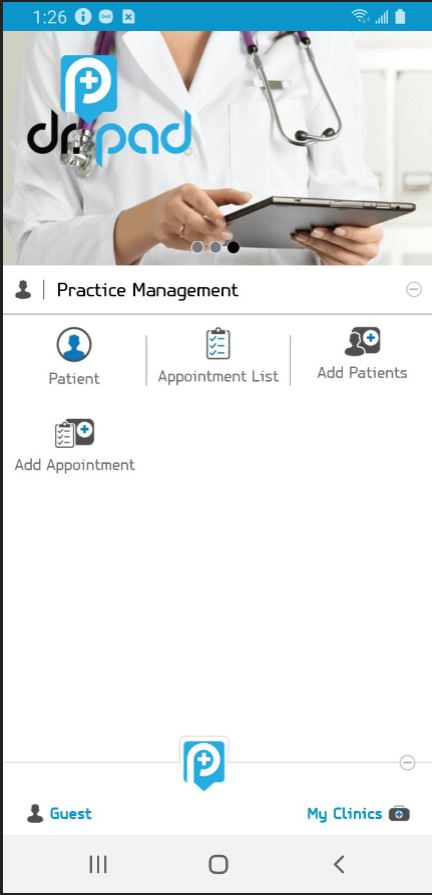 1:26
dr.pad
Practice Management
Patient
Appointment List
Add Patients
Add Appointment
Guest
My Clinics